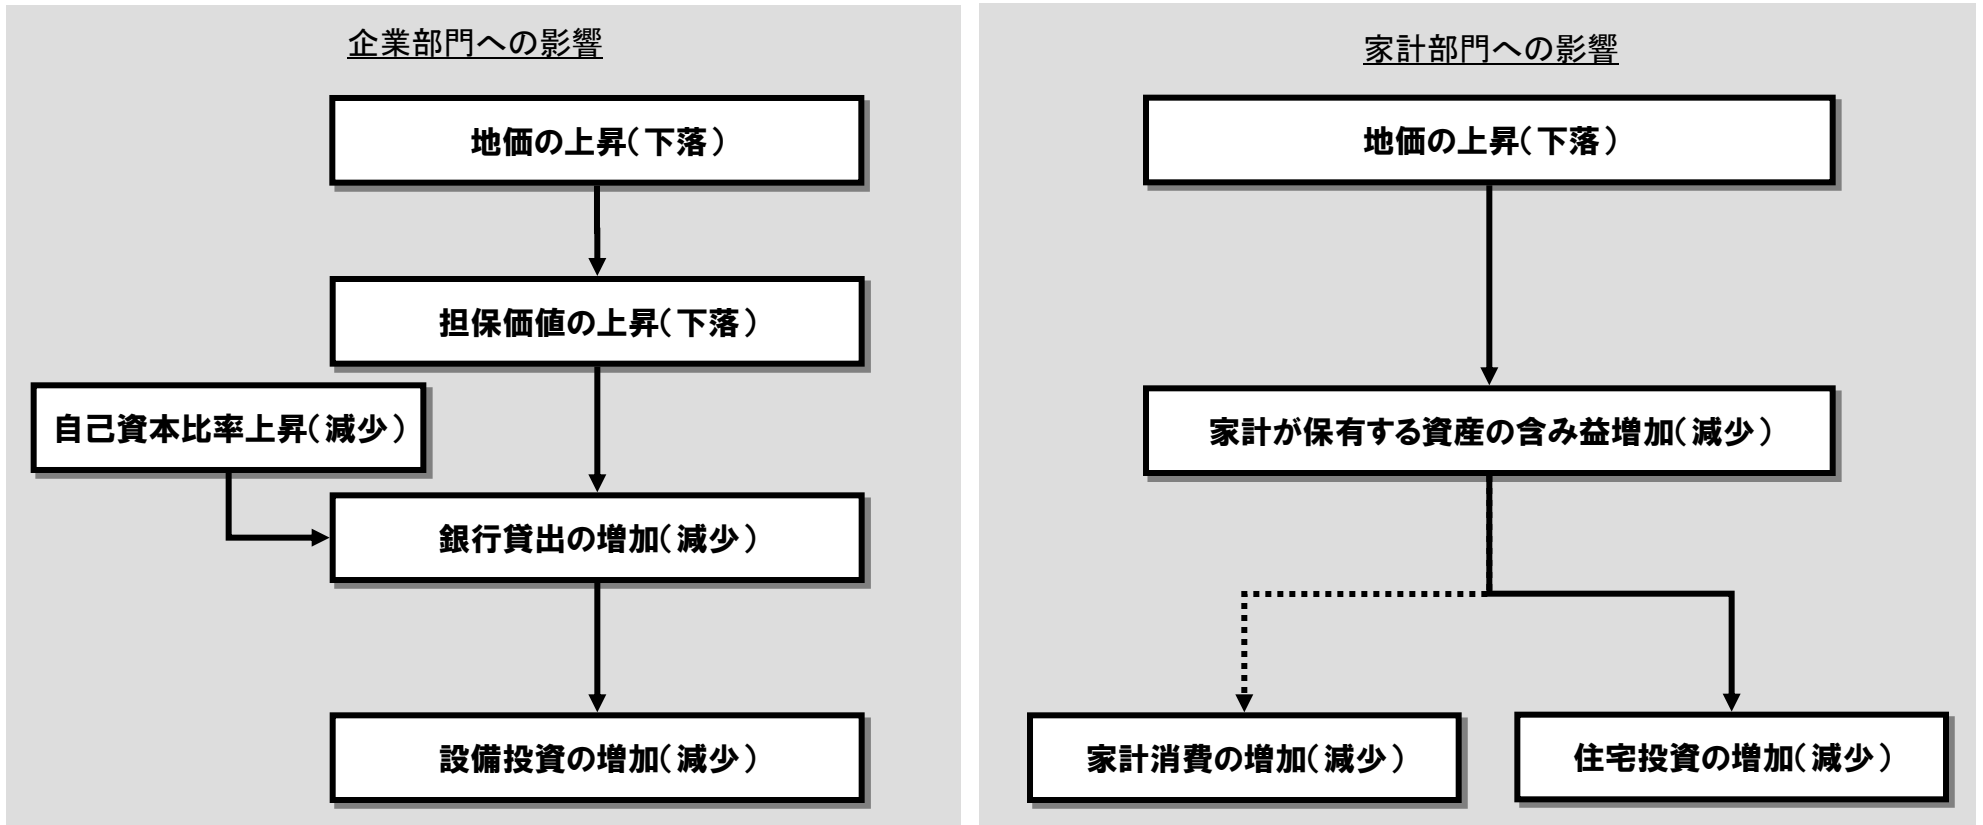 企業部門への影響
地価の上昇(下落)
担保価値の上昇(下落)
自己資本比率上昇(減少)
銀行貸出の増加(減少)
設備投資の増加(減少)
家計部門への影響
地価の上昇(下落)
家計が保有する資産の含み益増加(減少)
家計消費の増加(減少)
住宅投資の増加(減少)